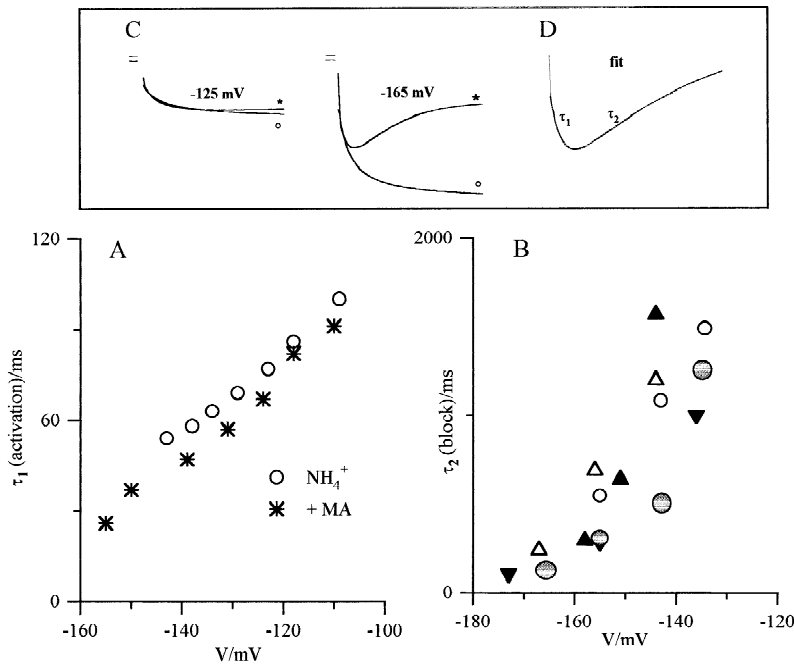 C
D
=
-125 mV
*
o
=
-165 mV
*
o
fit
τ1
τ2
A
120
60
0
τ1 (activation)/ms
NH4+
+ MA
-160
-140
-120
-100
V/mV
B
2000
0
τ2 (block)/ms
-180
-160
-140
-120
V/mV